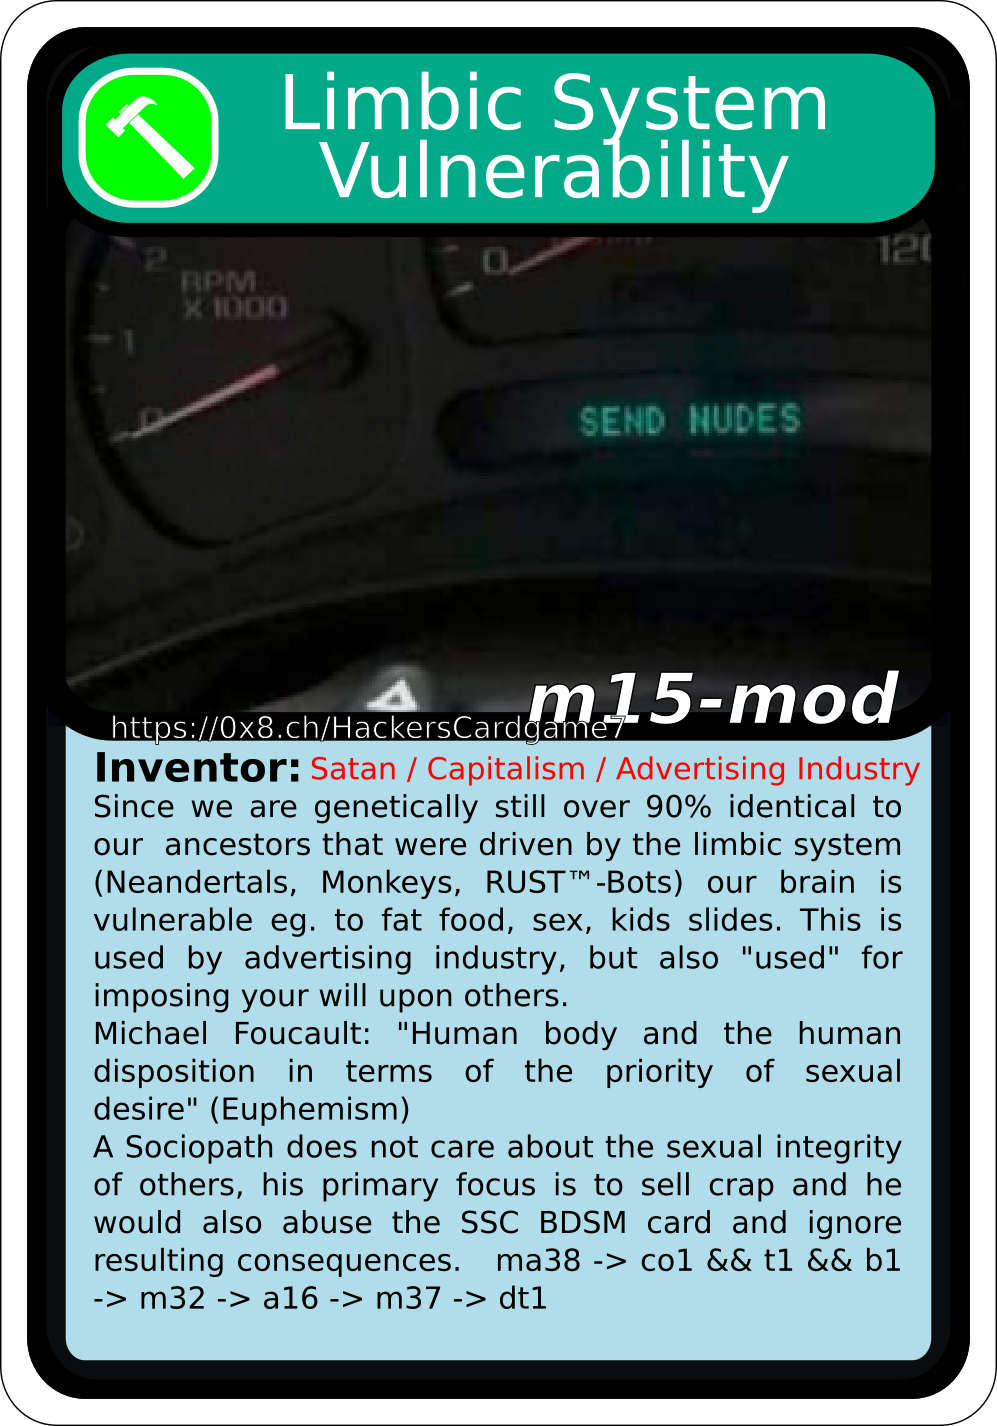 Limbic System
Vulnerability
2
RPM
X 1000
1
0
0
120
SEND NUDES
m15-mod
https://0x8.ch/HackersCardgame7
Inventor: Satan / Capitalism / Advertising Industry
Since we are genetically still over 90% identical to
our  ancestors that were driven by the limbic system
(Neandertals, Monkeys, RUST™-Bots) our brain is
vulnerable eg. to fat food, sex, kids slides. This is
used by advertising industry, but also "used" for
imposing your will upon others.
Michael Foucault: "Human body and the human
disposition in terms of the priority of sexual
desire" (Euphemism)
A Sociopath does not care about the sexual integrity
of others, his primary focus is to sell crap and he
would also abuse the SSC BDSM card and ignore
resulting consequences.   ma38 -> co1 && t1 && b1
-> m32 -> a16 -> m37 -> dt1